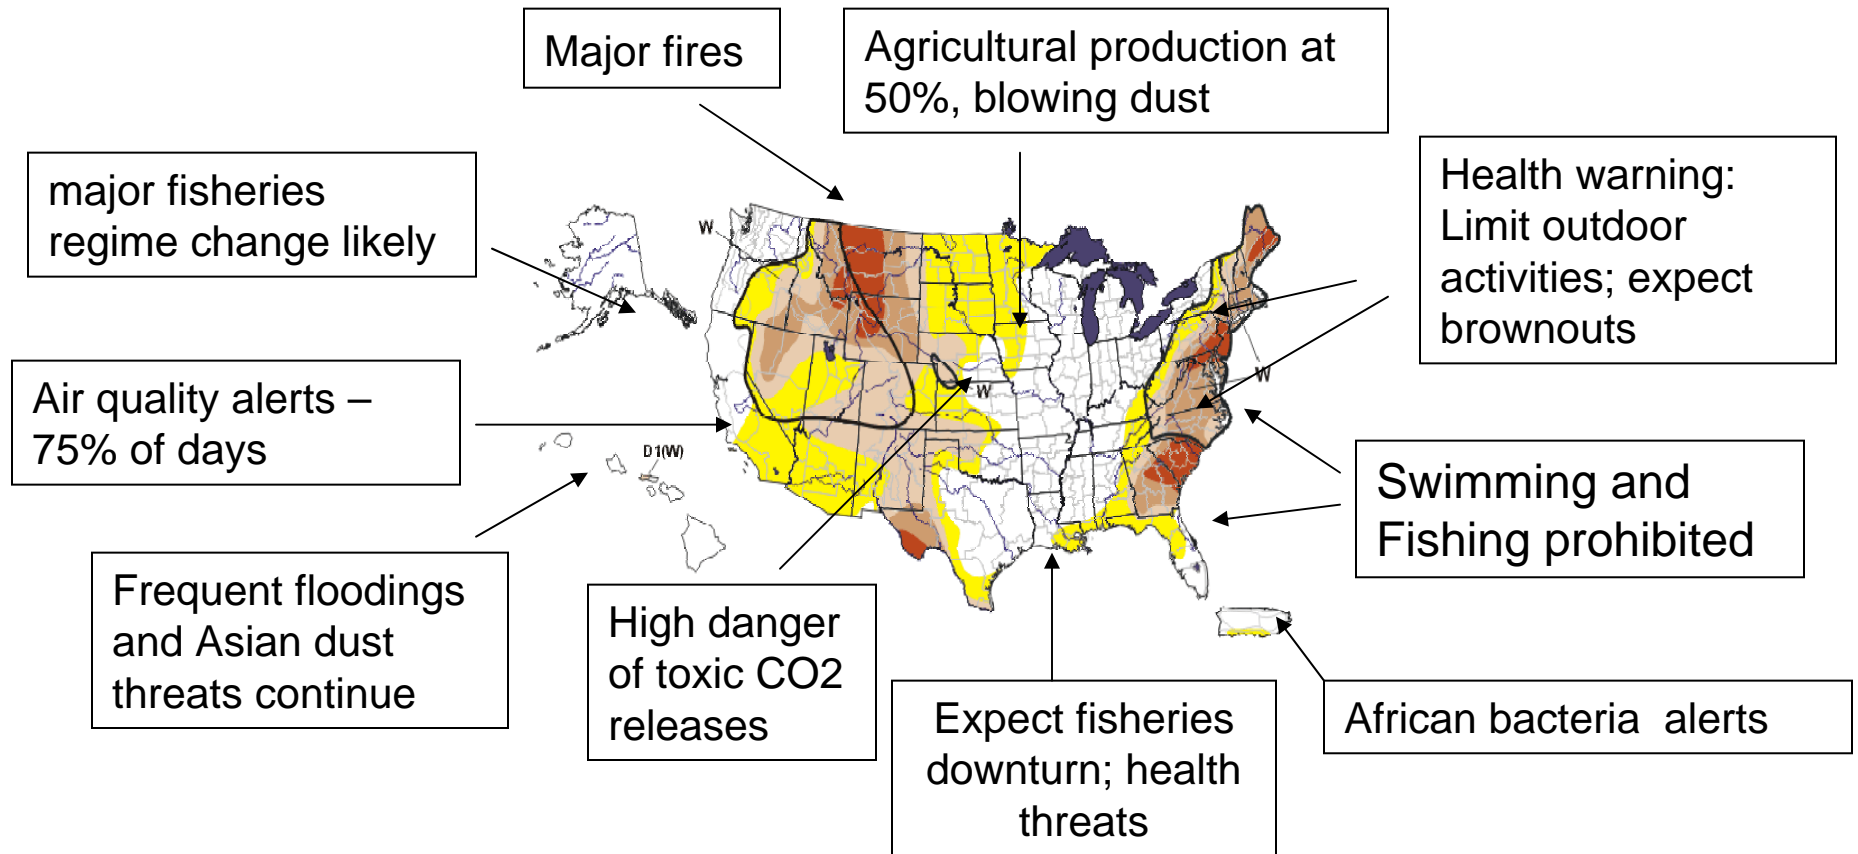 Major fires
Agricultural production at
50%, blowing dust
major fisheries
regime change likely
Health warning:
Limit outdoor
activities; expect
brownouts
W
Air quality alerts –
75% of days
W
W
D1(W)
Swimming and
Fishing prohibited
Frequent floodings
and Asian dust
threats continue
High danger
of toxic CO2
releases
Expect fisheries
downturn; health
threats
African bacteria  alerts